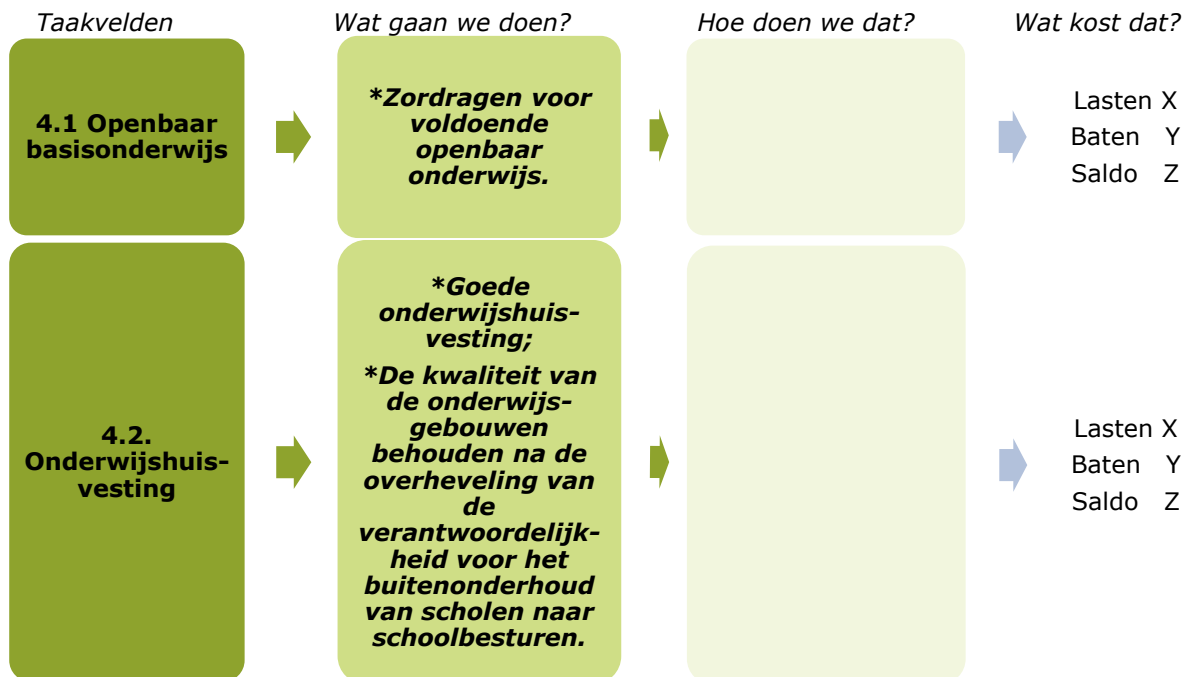 Taakvelden
Wat gaan we doen?
Hoe doen we dat?
Wat kost dat?
4.1 Openbaar
basisonderwijs
*Zordragen voor
voldoende
openbaar
onderwijs.
Lasten X
Baten Y
Saldo Z
4.2.
Onderwijshuis-
vesting
*Goede
onderwijshuis-
vesting;
*De kwaliteit van
de onderwijs-
gebouwen
behouden na de
overheveling van
de
verantwoordelijk-
heid voor het
buitenonderhoud
van scholen naar
schoolbesturen.
Lasten X
Baten Y
Saldo Z